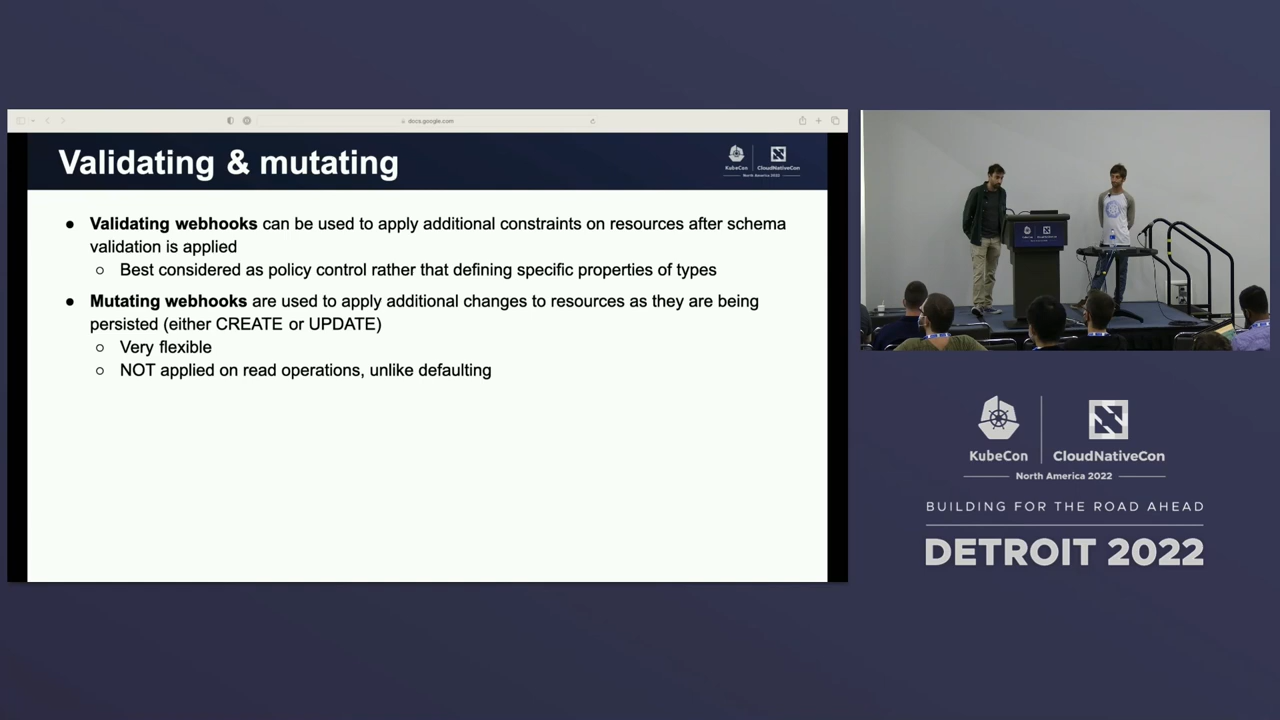 docs.google.com
Validating & mutating
KubeCon
CloudNativeCon
North America 2022
● Validating webhooks can be used to apply additional constraints on resources after schema
validation is applied
○ Best considered as policy control rather that defining specific properties of types
● Mutating webhooks are used to apply additional changes to resources as they are being
persisted (either CREATE or UPDATE)
○ Very flexible
○ NOT applied on read operations, unlike defaulting
KubeCon
CloudNativeCon
North America 2022
BUILDING FOR THE ROAD AHEAD
DETROIT 2022